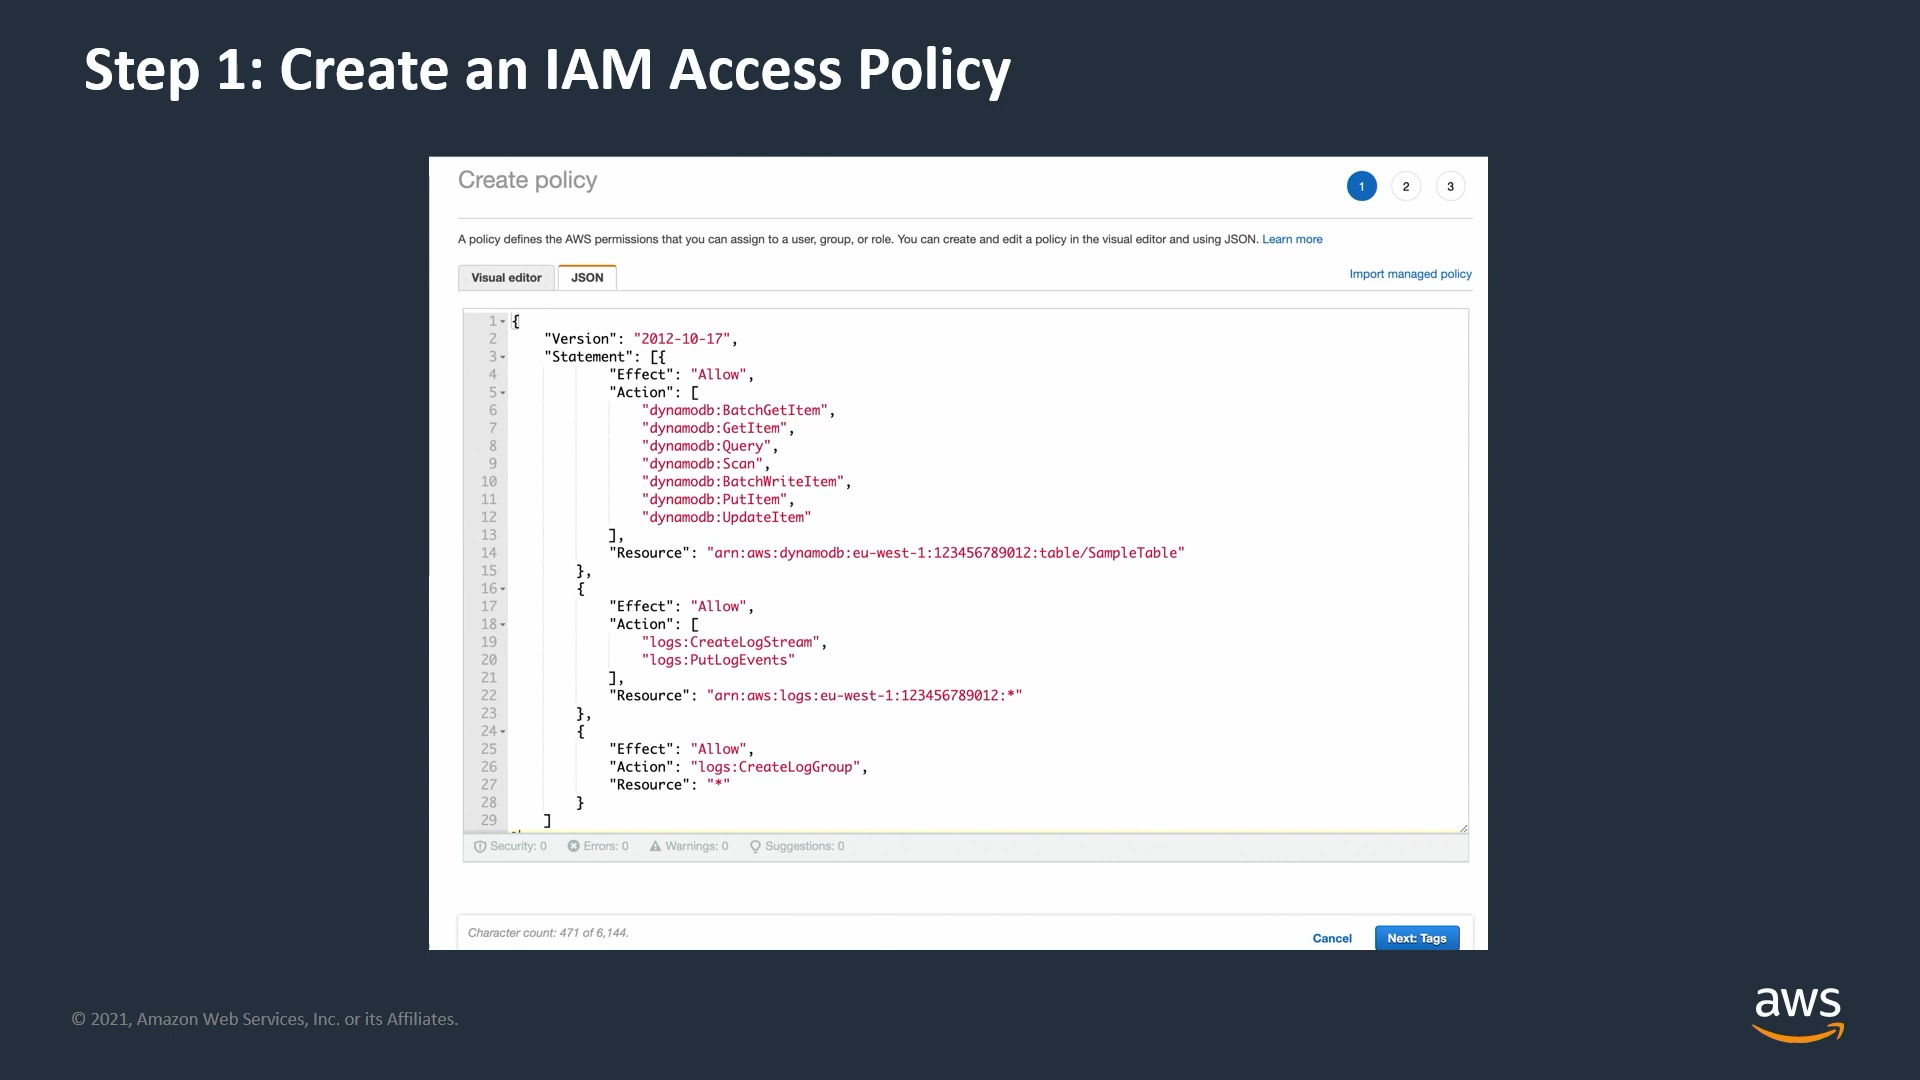 Step 1: Create an IAM Access Policy
Create policy
1 2 3
A policy defines the AWS permissions that you can assign to a user, group, or role. You can create and edit a policy in the visual editor and using JSON. Learn more
Visual editor JSON Import managed policy
1 {
2 "Version": "2012-10-17",
3 "Statement": [{
4 "Effect": "Allow",
5 "Action": [
6 "dynamodb:BatchGetItem",
7 "dynamodb:GetItem",
8 "dynamodb:Query",
9 "dynamodb:Scan",
10 "dynamodb:BatchWriteItem",
11 "dynamodb:PutItem",
12 "dynamodb:UpdateItem"
13 ],
14 "Resource": "arn:aws:dynamodb:eu-west-1:123456789012:table/SampleTable"
15 },
16 {
17 "Effect": "Allow",
18 "Action": [
19 "logs:CreateLogStream",
20 "logs:PutLogEvents"
21 ],
22 "Resource": "arn:aws:logs:eu-west-1:123456789012:*"
23 },
24 {
25 "Effect": "Allow",
26 "Action": "logs:CreateLogGroup",
27 "Resource": "*"
28 }
29 ]
Security: 0 Errors: 0 Warnings: 0 Suggestions: 0
Character count: 471 of 6,144.
Cancel Next: Tags
© 2021, Amazon Web Services, Inc. or its Affiliates.
aws